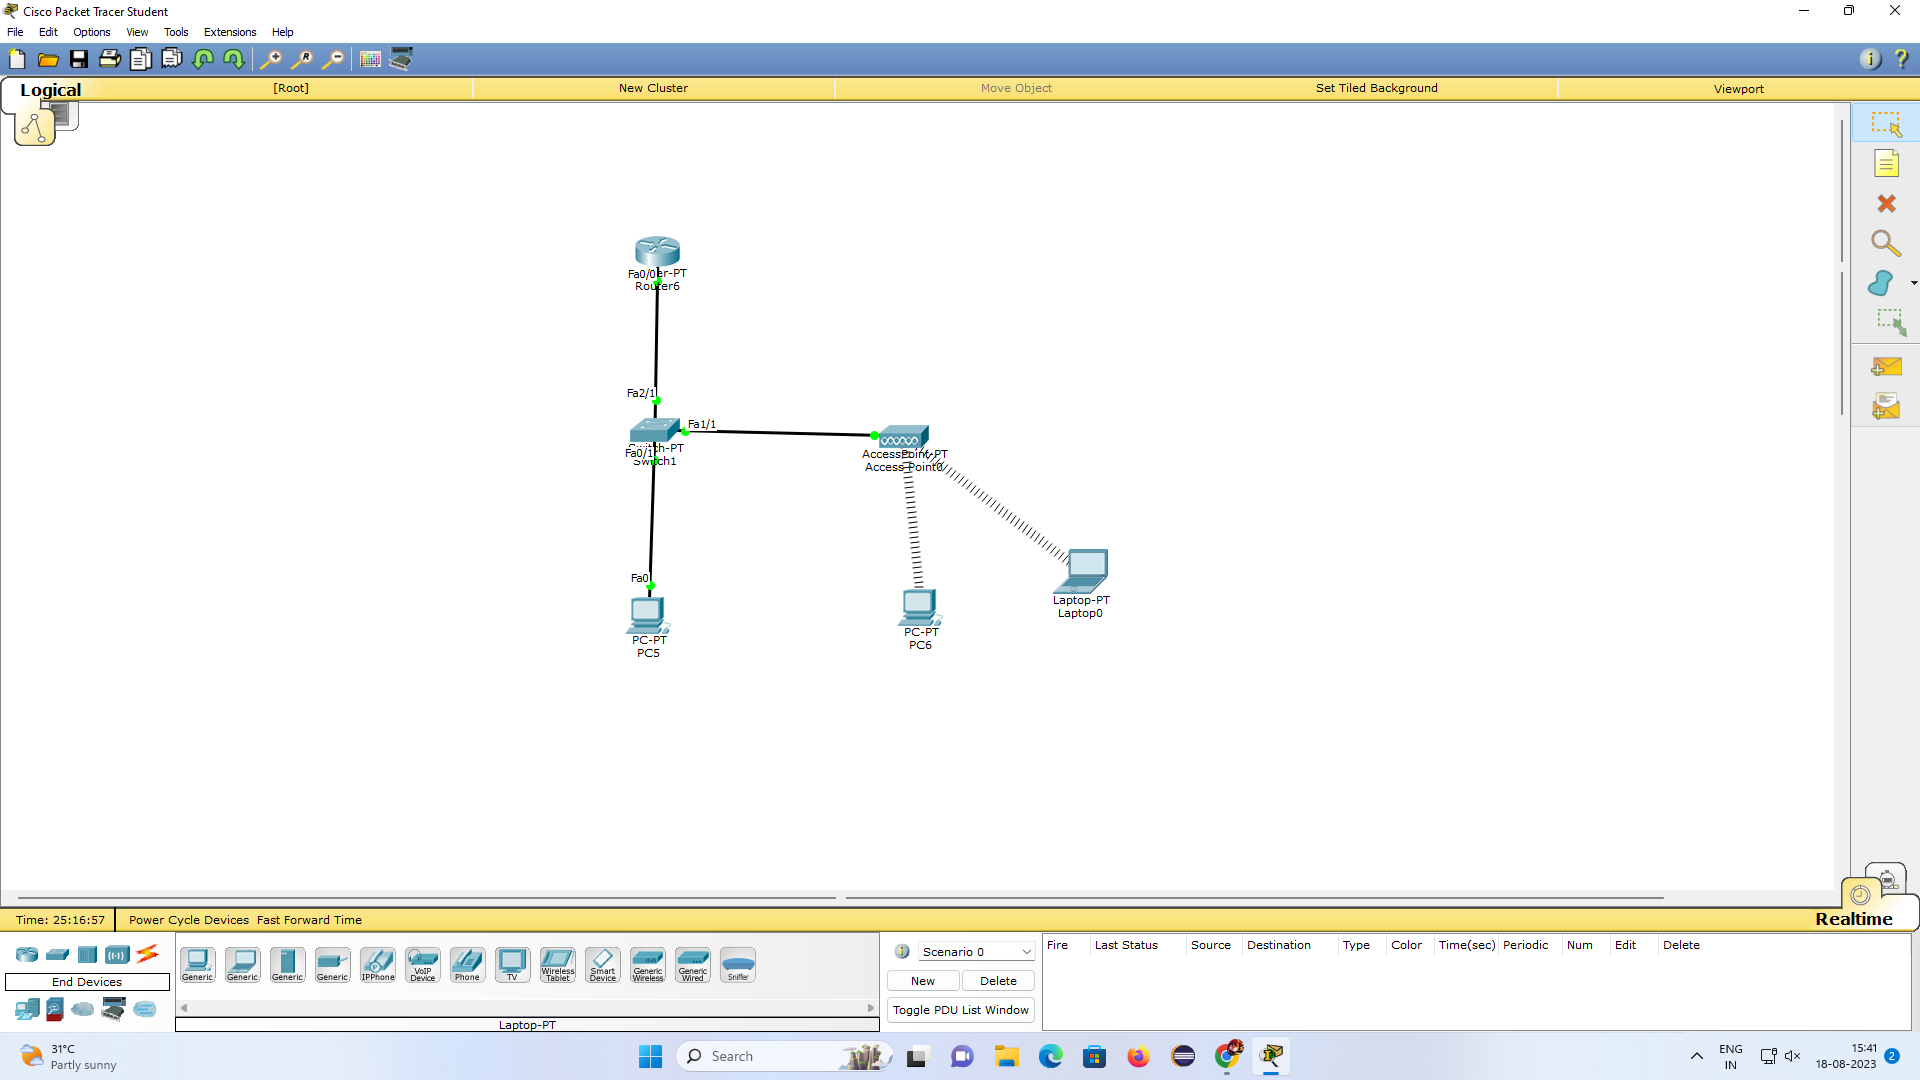 Cisco Packet Tracer Student
File Edit Options View Tools Extensions Help
Logical [Root] New Cluster Move Object Set Tiled Background Viewport
Fa0/0er-PT
Router6
Fa2/1
Fa1/1
Fa0/1
Switch1
AccessPoint-PT
Access Point0
Fa0
PC-PT
PC5
PC-PT
PC6
Laptop-PT
Laptop0
Time: 25:16:57 Power Cycle Devices Fast Forward Time
Realtime
End Devices
Generic Generic Generic Generic IPPhone VoIP Device Phone TV Wireless Tablet Smart Device Generic Wireless Generic Wired Sniffer
Laptop-PT
Scenario 0
New Delete
Toggle PDU List Window
Fire Last Status Source Destination Type Color Time(sec) Periodic Num Edit Delete
31°C
Partly sunny
Search
ENG
IN
15:41
18-08-2023
2